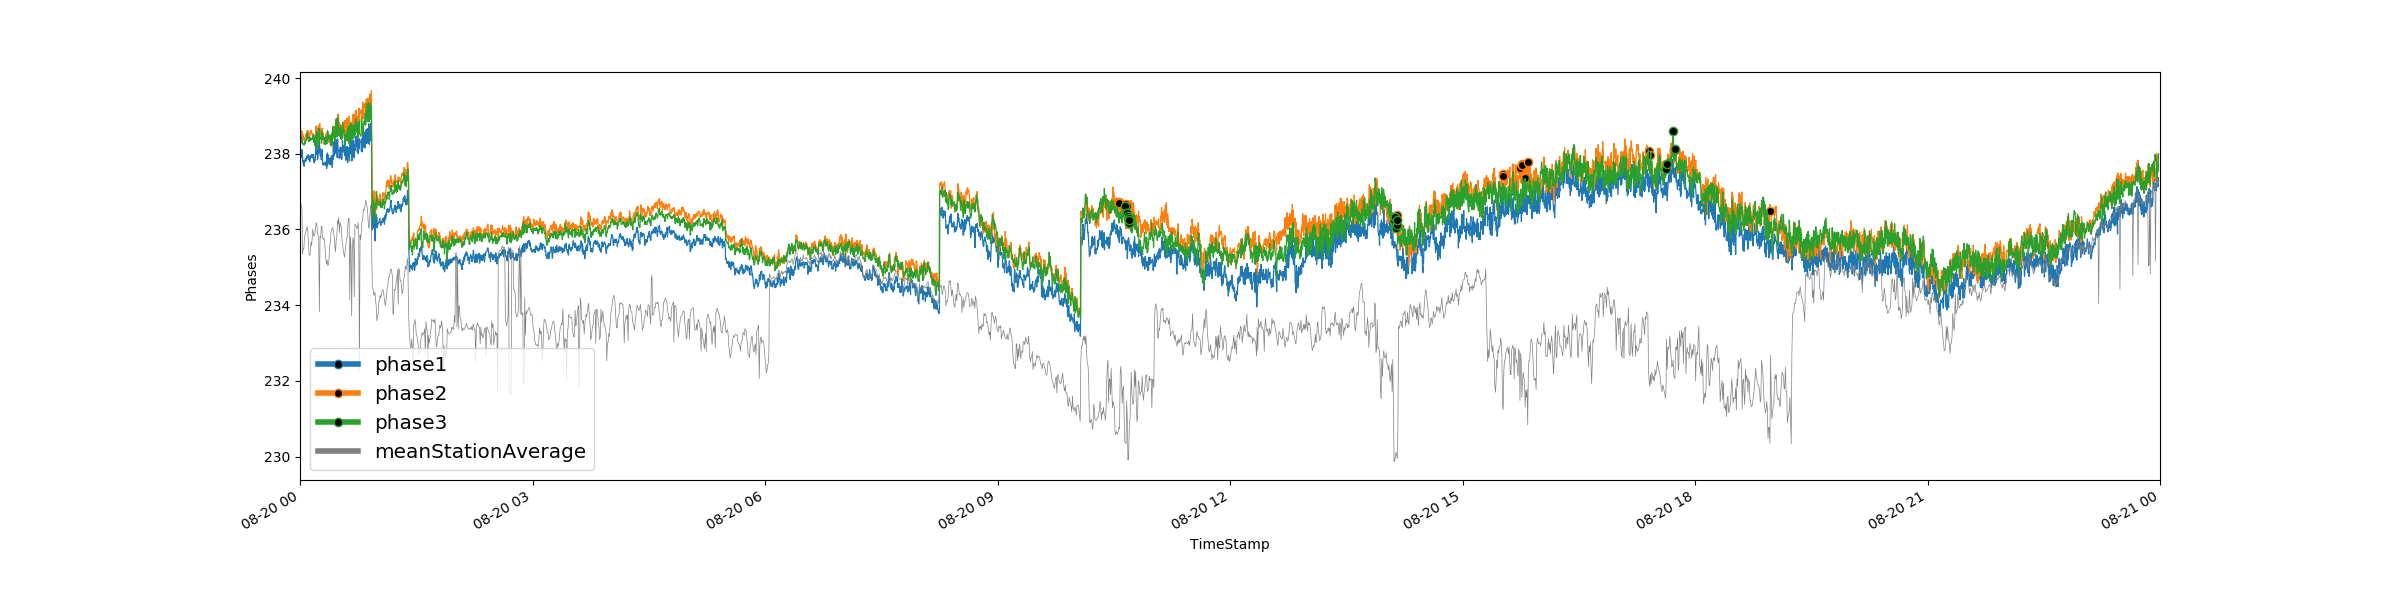 240
238
236
234
232
230
Phases
phase1
phase2
phase3
meanStationAverage
08-20 00
08-20 03
08-20 06
08-20 09
08-20 12
08-20 15
08-20 18
08-20 21
08-21 00
TimeStamp